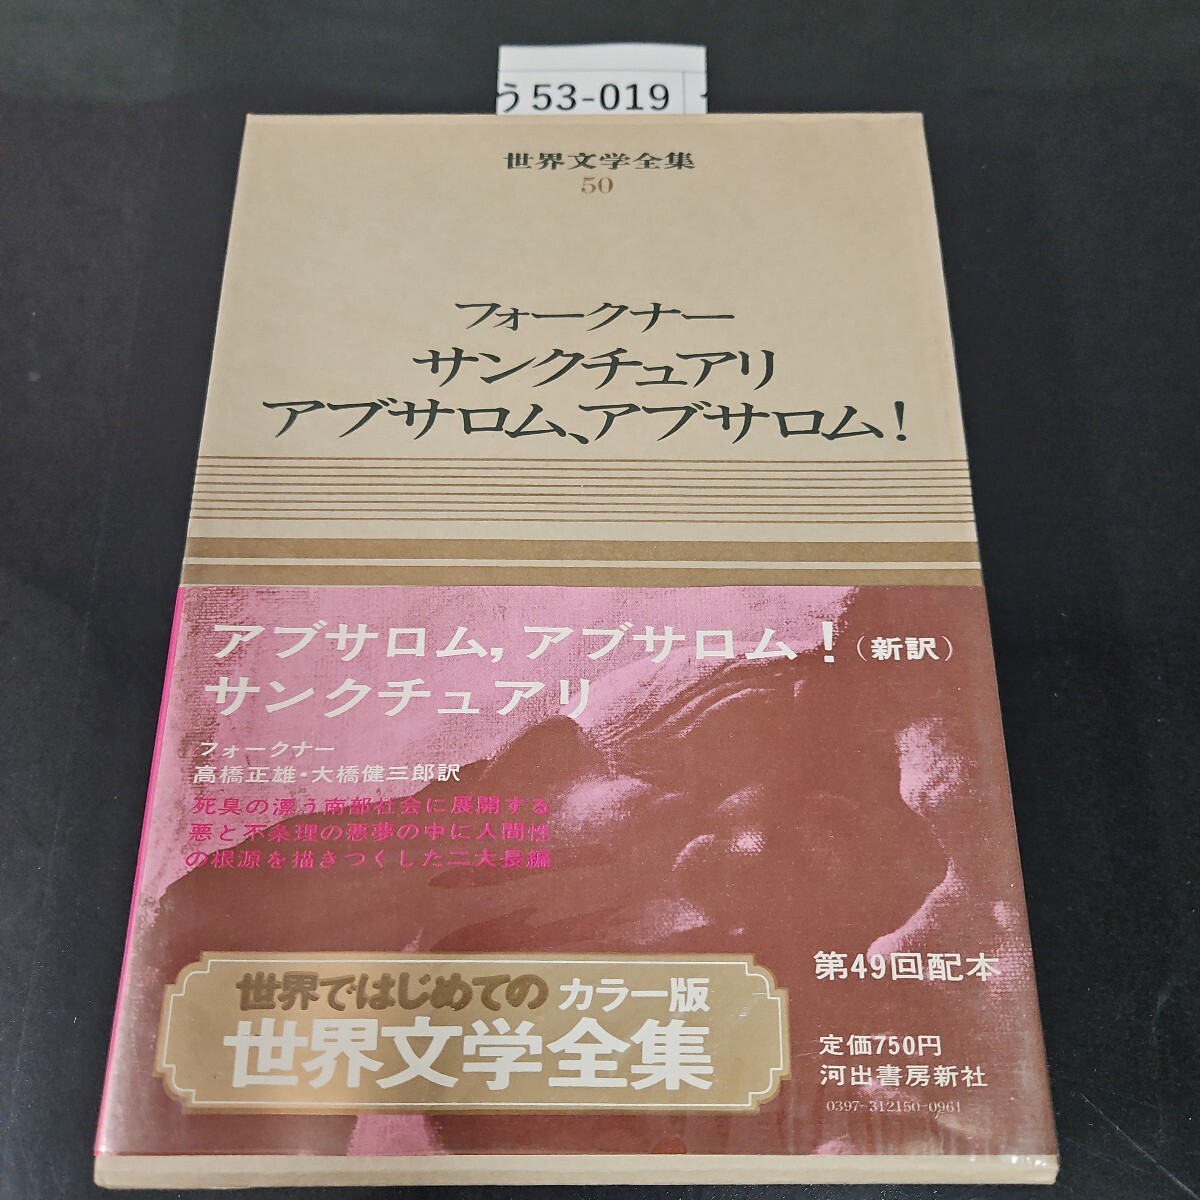 う53-019
世界文学全集
50
フォークナー
サンクチュアリ
アブサロム、アブサロム!
アブサロム, アブサロム!(新訳)
サンクチュアリ
フォークナー
高橋正雄・大橋健三郎訳
死臭の漂う南部社会に展開する
悪と不条理の悪夢の中に人間性
の根源を描きつくした二大長編
第49回配本
世界ではじめての カラー版
世界文学全集
定価750円
河出書房新社
0397-312150-0961